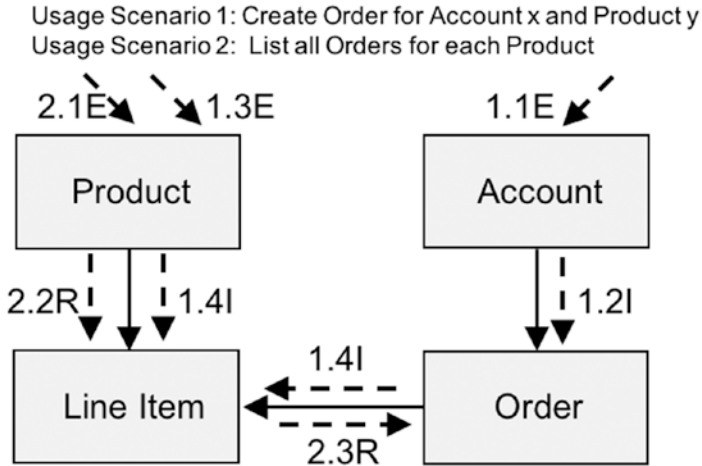 Usage Scenario 1: Create Order for Account x and Product y
Usage Scenario 2: List all Orders for each Product
2.1E 1.3E 1.1E
Product Account
2.2R 1.4I 1.2I
1.4I
Line Item Order
2.3R